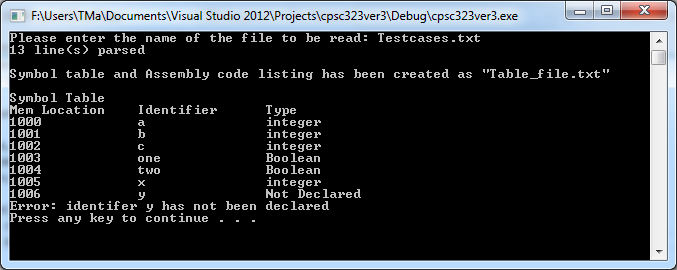 F:\Users\TMa\Documents\Visual Studio 2012\Projects\cpsc323ver3\Debug\cpsc323ver3.exe
Please enter the name of the file to be read: Testcases.txt
13 line(s) parsed
Symbol table and Assembly code listing has been created as "Table_file.txt"
Symbol Table
Mem Location Identifier Type
1000 a integer
1001 b integer
1002 c integer
1003 one Boolean
1004 two Boolean
1005 x integer
1006 y Not Declared
Error: identifer y has not been declared
Press any key to continue . . .